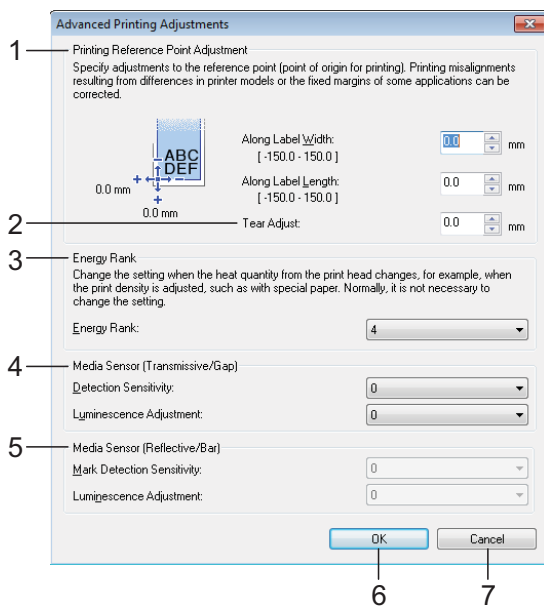 Advanced Printing Adjustments
1
Printing Reference Point Adjustment
Specify adjustments to the reference point (point of origin for printing). Printing misalignments
resulting from differences in printer models or the fixed margins of some applications can be
corrected.
ABC
DEF
0.0 mm
0.0 mm
Along Label Width:
[ -150.0 - 150.0 ]
0.0
mm
Along Label Length:
[ -150.0 - 150.0 ]
0.0
mm
2
Tear Adjust:
0.0
mm
3
Energy Rank
Change the setting when the heat quantity from the print head changes, for example, when
the print density is adjusted, such as with special paper. Normally, it is not necessary to
change the setting.
Energy Rank:
4
4
Media Sensor (Transmissive/Gap)
Detection Sensitivity:
0
Luminescence Adjustment:
0
5
Media Sensor (Reflective/Bar)
Mark Detection Sensitivity:
0
Luminescence Adjustment:
0
OK
Cancel
6
7